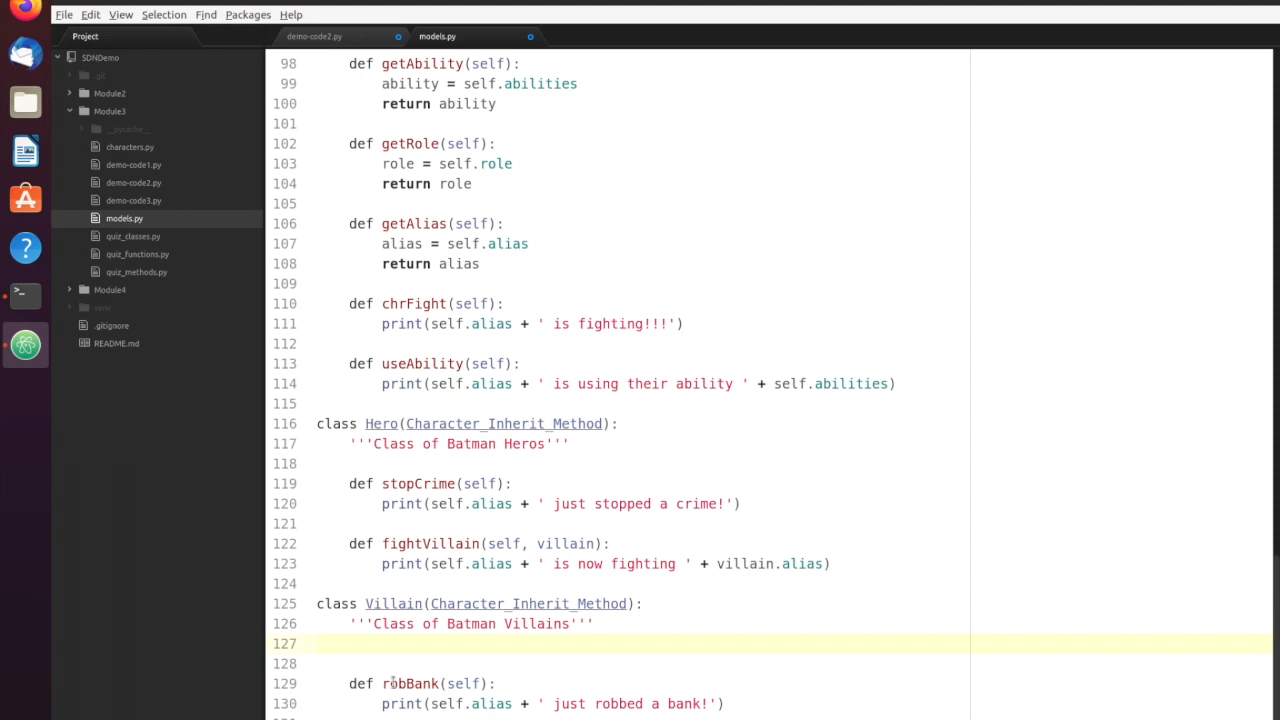 File Edit View Selection Find Packages Help
Project
demo-code2.py
models.py
SDNDemo
.git
Module2
Module3
__pycache__
characters.py
demo-code1.py
demo-code2.py
demo-code3.py
models.py
quiz_classes.py
quiz_functions.py
quiz_methods.py
Module4
venv
.gitignore
README.md
98 def getAbility(self):
99 ability = self.abilities
100 return ability
101
102 def getRole(self):
103 role = self.role
104 return role
105
106 def getAlias(self):
107 alias = self.alias
108 return alias
109
110 def chrFight(self):
111 print(self.alias + ' is fighting!!!')
112
113 def useAbility(self):
114 print(self.alias + ' is using their ability ' + self.abilities)
115
116 class Hero(Character_Inherit_Method):
117 '''Class of Batman Heros'''
118
119 def stopCrime(self):
120 print(self.alias + ' just stopped a crime!')
121
122 def fightVillain(self, villain):
123 print(self.alias + ' is now fighting ' + villain.alias)
124
125 class Villain(Character_Inherit_Method):
126 '''Class of Batman Villains'''
127
128
129 def robBank(self):
130 print(self.alias + ' just robbed a bank!')